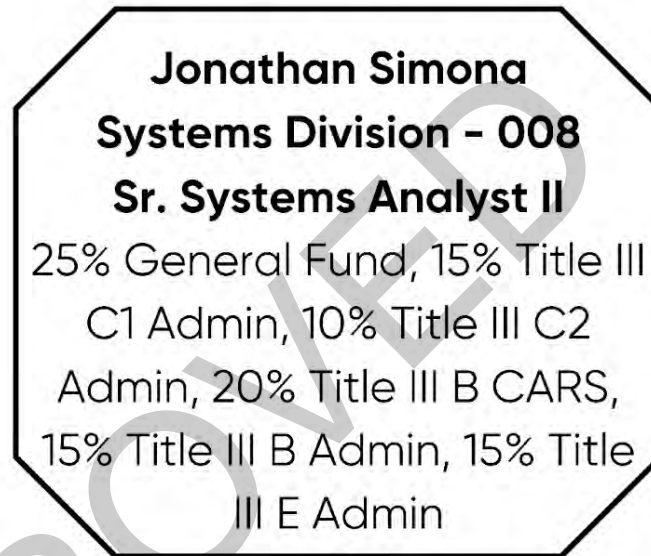 Jonathan Simona
Systems Division - 008
Sr. Systems Analyst II
25% General Fund, 15% Title III
C1 Admin, 10% Title III C2
Admin, 20% Title III B CARS,
15% Title III B Admin, 15% Title
III E Admin